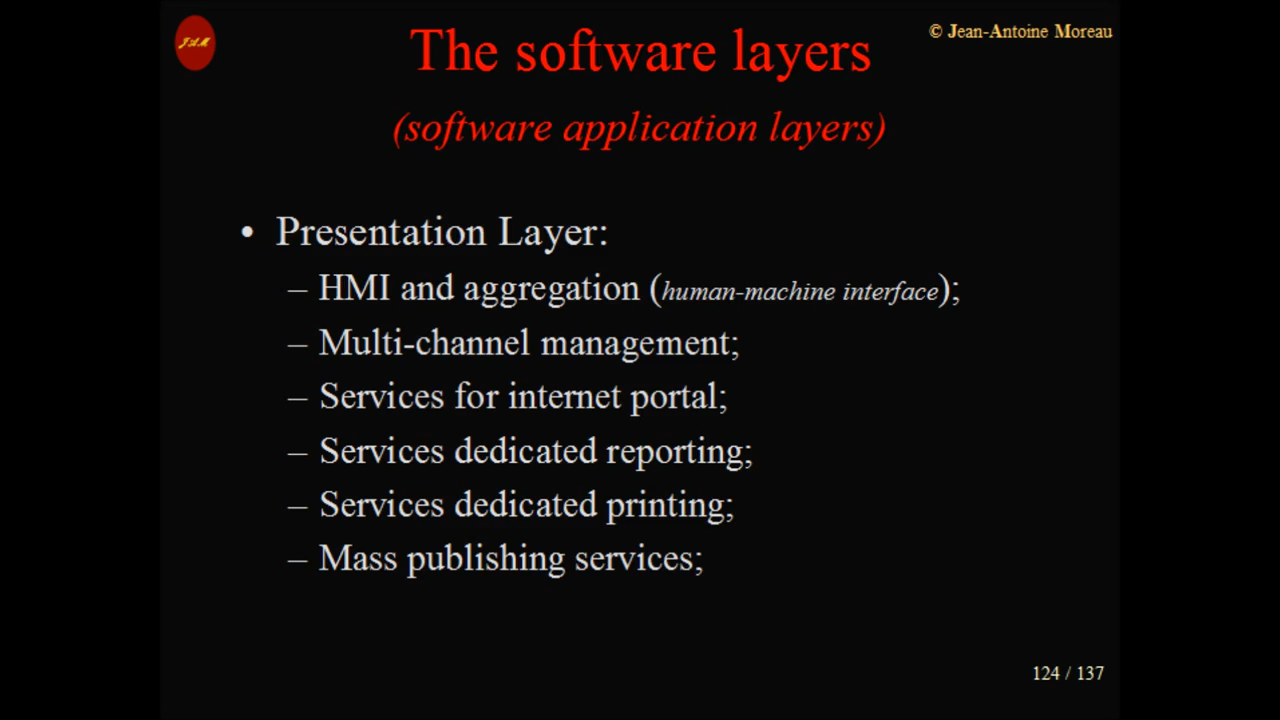 JAM
© Jean-Antoine Moreau
The software layers
(software application layers)
• Presentation Layer:
– HMI and aggregation (human-machine interface);
– Multi-channel management;
– Services for internet portal;
– Services dedicated reporting;
– Services dedicated printing;
– Mass publishing services;
124 / 137